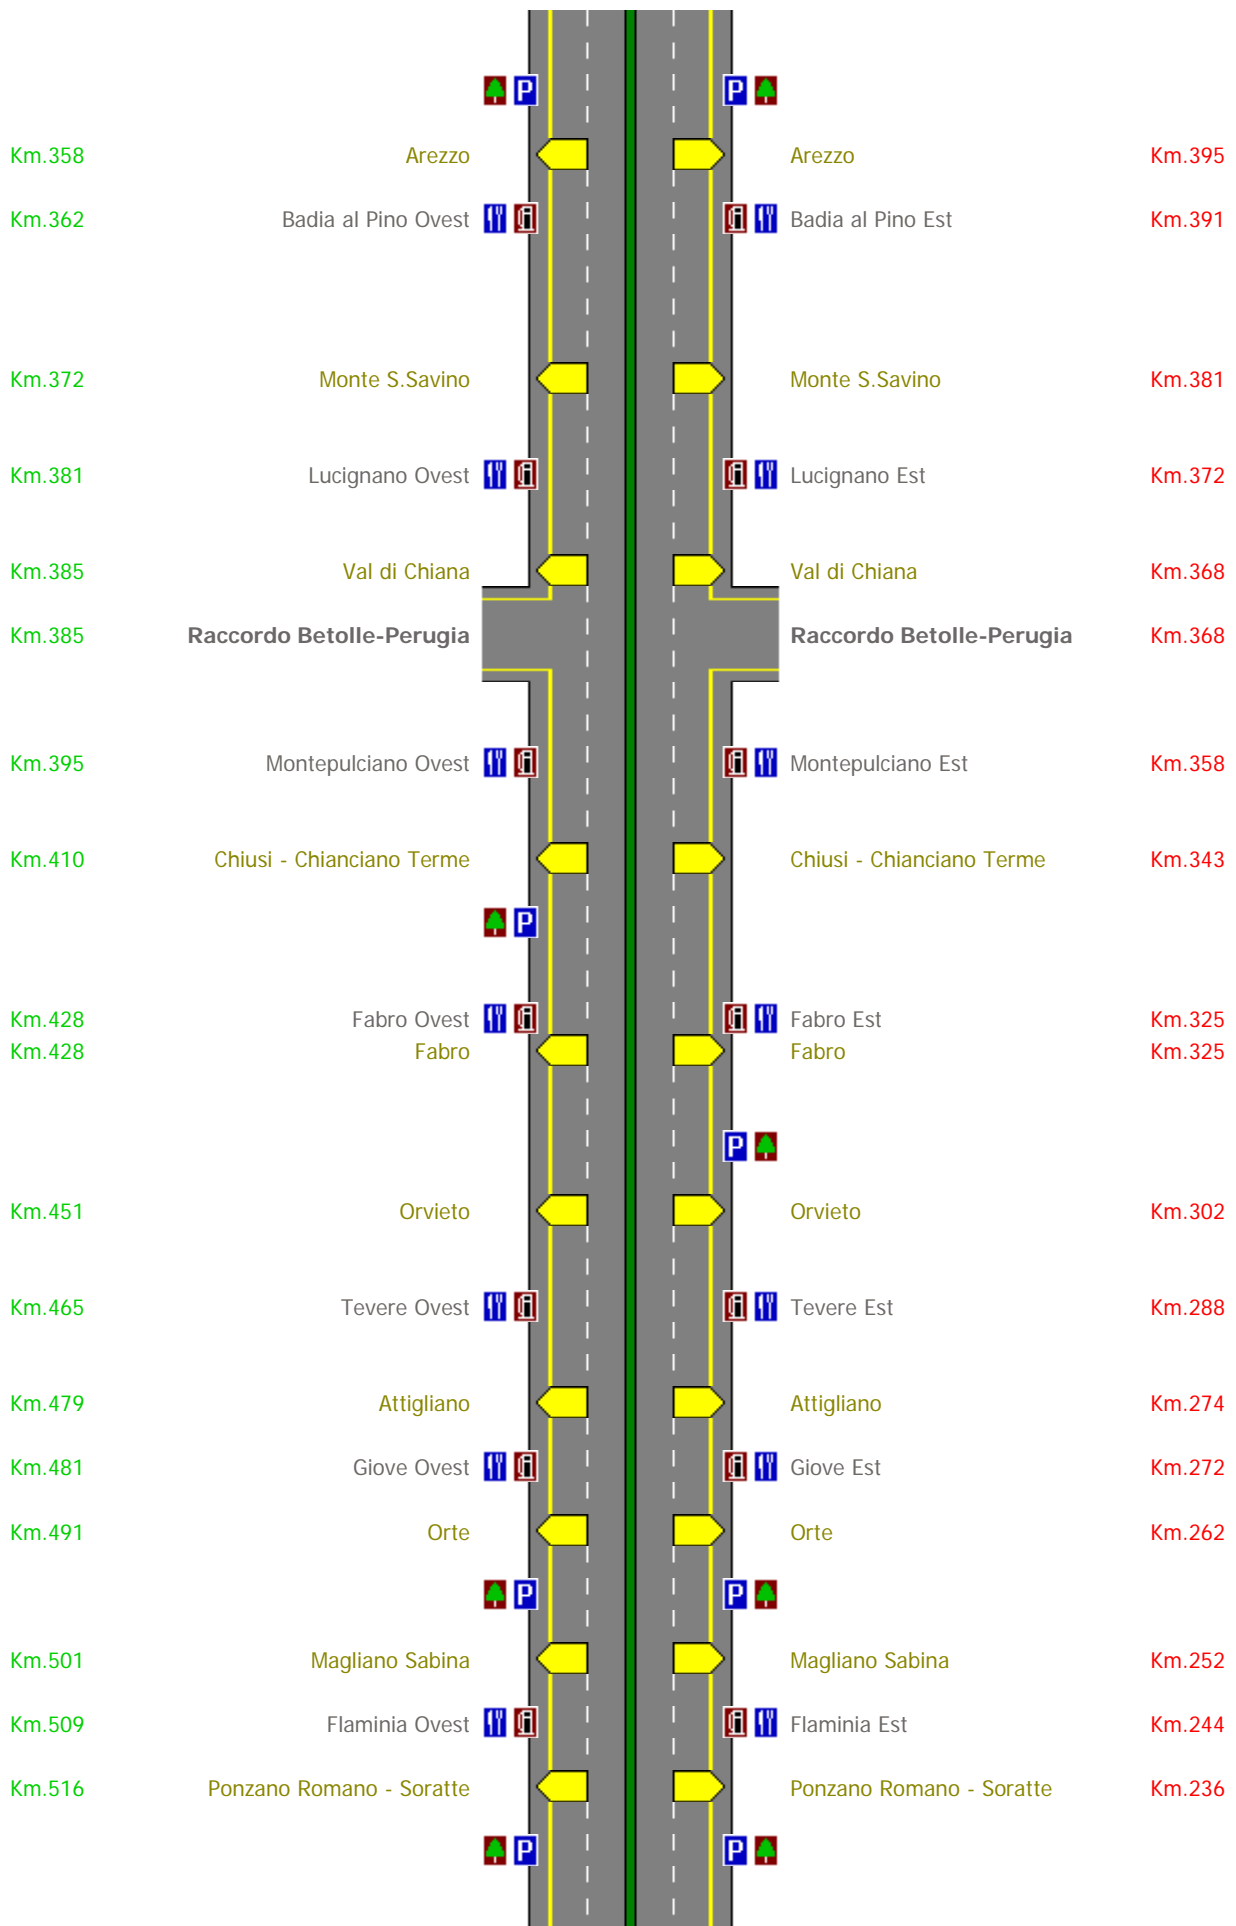 P P
Km.358 Arezzo Arezzo Km.395
Km.362 Badia al Pino Ovest Badia al Pino Est Km.391
Km.372 Monte S.Savino Monte S.Savino Km.381
Km.381 Lucignano Ovest Lucignano Est Km.372
Km.385 Val di Chiana Val di Chiana Km.368
Km.385 Raccordo Betolle-Perugia Raccordo Betolle-Perugia Km.368
Km.395 Montepulciano Ovest Montepulciano Est Km.358
Km.410 Chiusi - Chianciano Terme Chiusi - Chianciano Terme Km.343
P
Km.428 Fabro Ovest Fabro Est Km.325
Km.428 Fabro Fabro Km.325
P
Km.451 Orvieto Orvieto Km.302
Km.465 Tevere Ovest Tevere Est Km.288
Km.479 Attigliano Attigliano Km.274
Km.481 Giove Ovest Giove Est Km.272
Km.491 Orte Orte Km.262
P P
Km.501 Magliano Sabina Magliano Sabina Km.252
Km.509 Flaminia Ovest Flaminia Est Km.244
Km.516 Ponzano Romano - Soratte Ponzano Romano - Soratte Km.236
P P